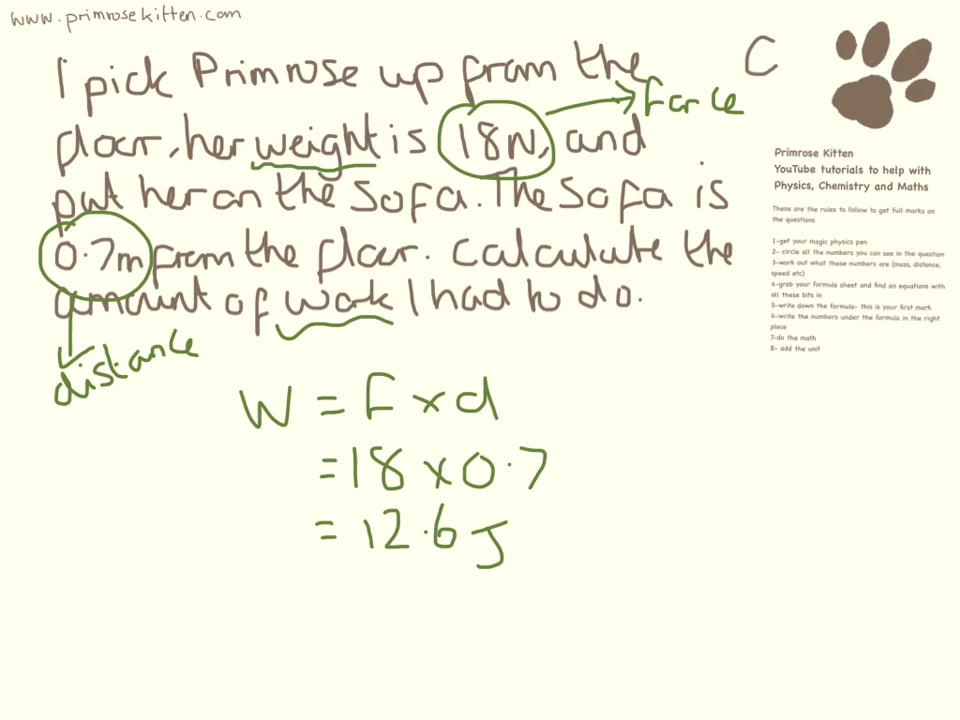 www.primrosekitten.com
I pick Primrose up from the
C
force
floor, her weight is 18N, and
put her on the sofa. The sofa is
0.7m from the floor. Calculate the
amount of work I had to do.
distance
W = F x d
= 18 x 0.7
= 12.6 J
Primrose Kitten
YouTube tutorials to help with
Physics, Chemistry and Maths
These are the rules to follow to get full marks on
the questions
1-get your magic physics pen
2- circle all the numbers you can see in the question
3-work out what these numbers are (mass, distance,
speed etc)
4-grab your formula sheet and find an equations with
all these bits in
5-write down the formula- this is your first mark
6-write the numbers under the formula in the right
place
7-do the math
8- add the unit